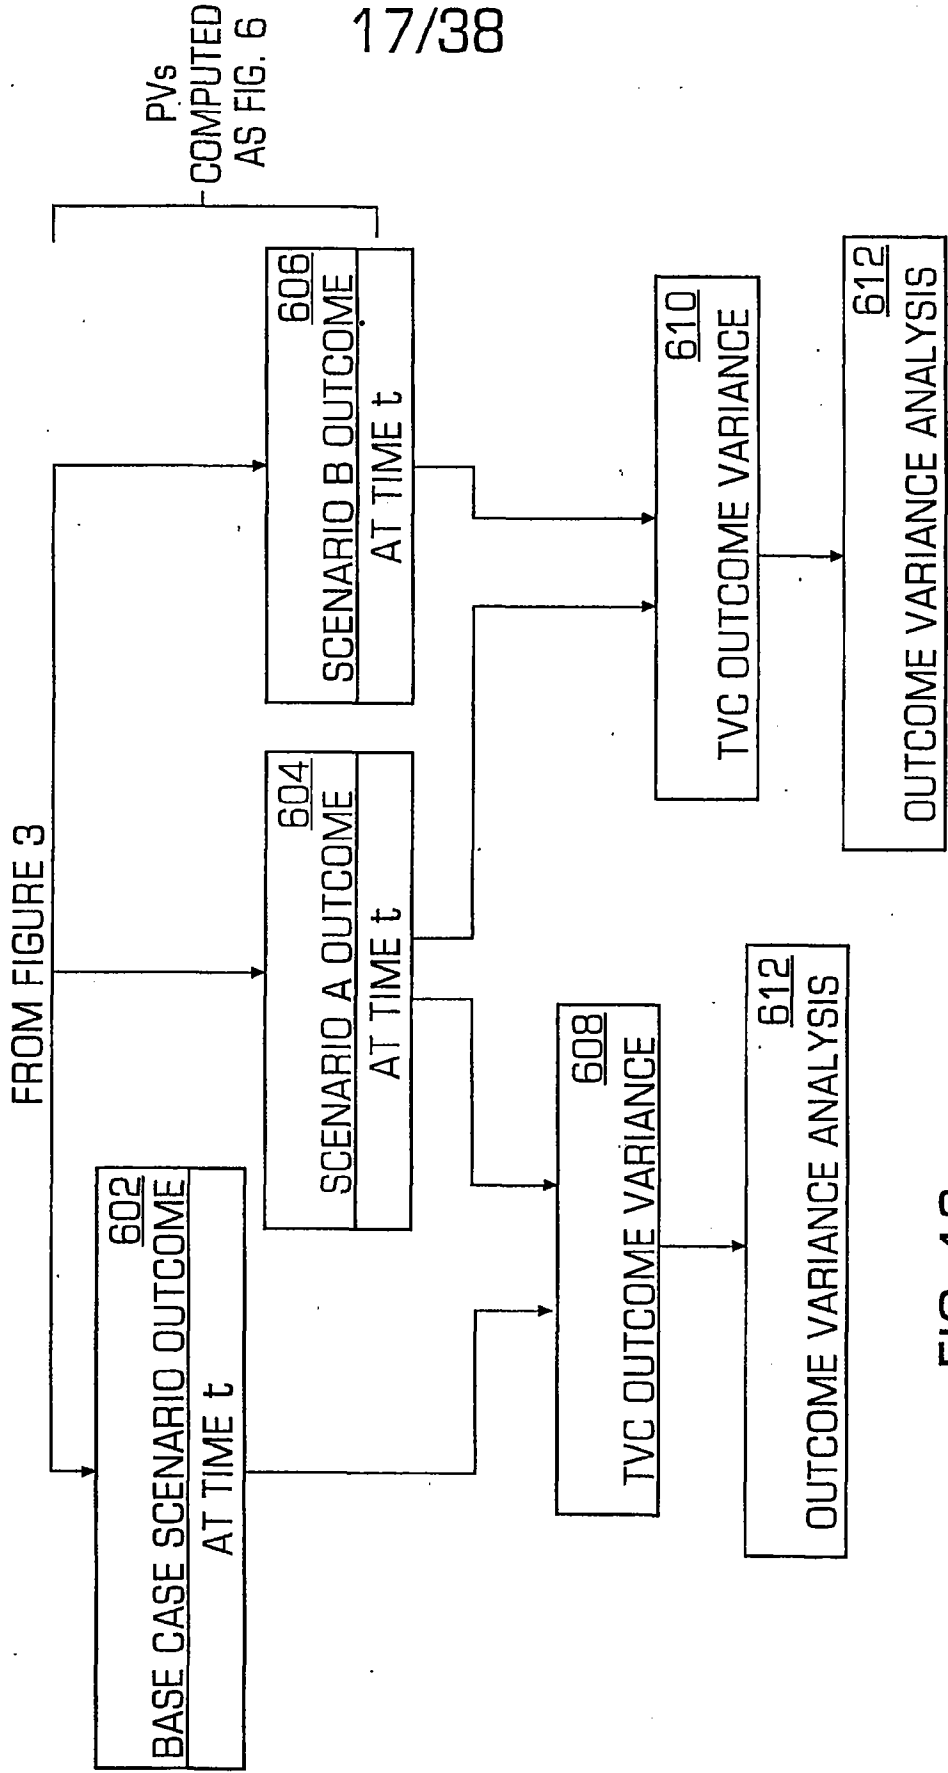 17/38
FROM FIGURE 3
PVs
COMPUTED
AS FIG. 6
602
BASE CASE SCENARIO OUTCOME
AT TIME t
604
SCENARIO A OUTCOME
AT TIME t
606
SCENARIO B OUTCOME
AT TIME t
608
TVC OUTCOME VARIANCE
610
TVC OUTCOME VARIANCE
612
OUTCOME VARIANCE ANALYSIS
612
OUTCOME VARIANCE ANALYSIS